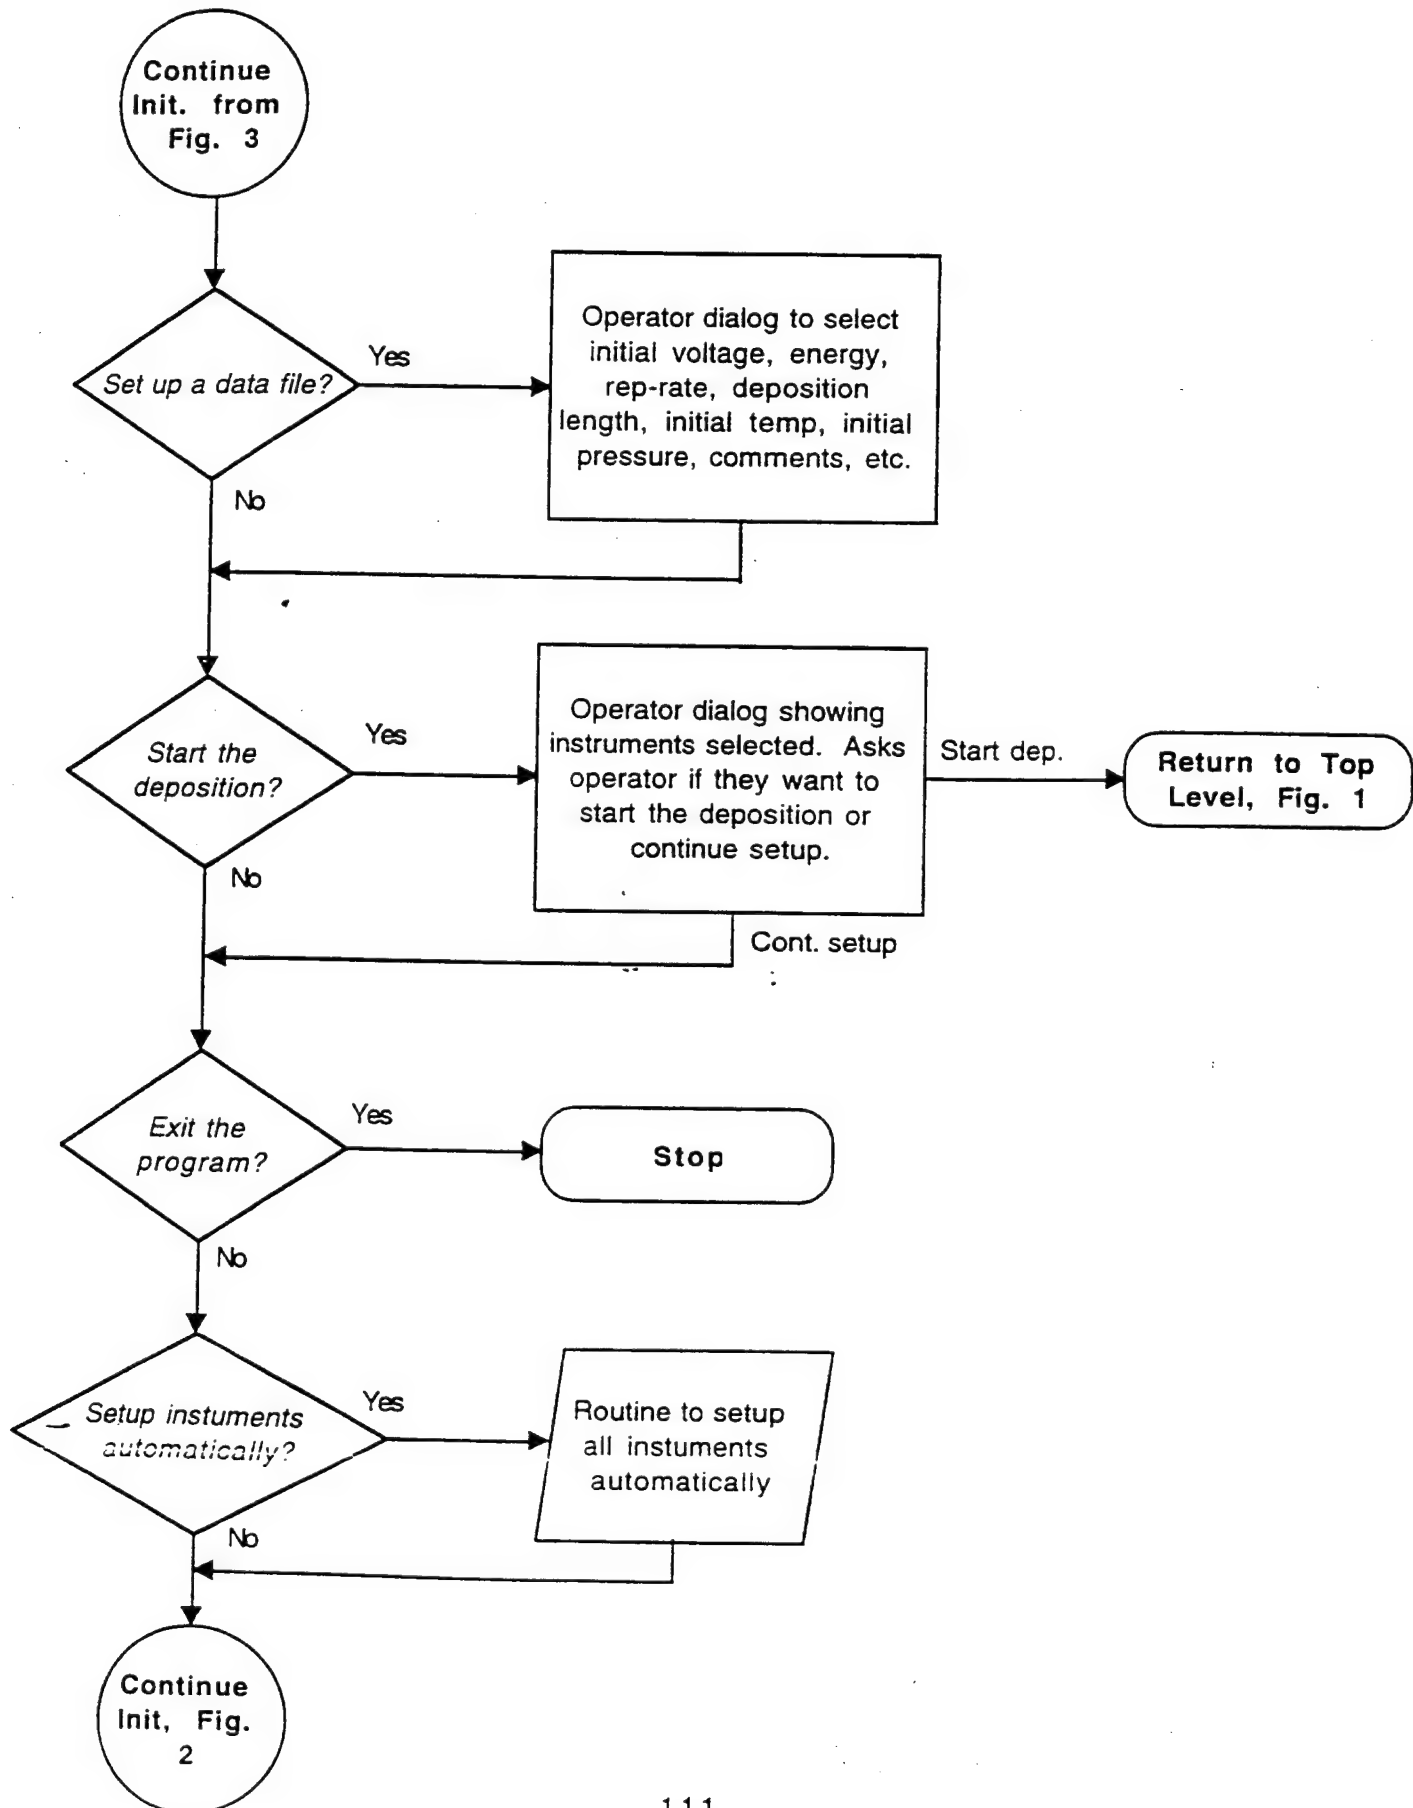 Continue
Init. from
Fig. 3
Set up a data file?
Yes
Operator dialog to select
initial voltage, energy,
rep-rate, deposition
length, initial temp, initial
pressure, comments, etc.
No
Start the
deposition?
Yes
Operator dialog showing
instruments selected. Asks
operator if they want to
start the deposition or
continue setup.
Start dep.
Return to Top
Level, Fig. 1
No
Cont. setup
Exit the
program?
Yes
Stop
No
Setup instuments
automatically?
Yes
Routine to setup
all instuments
automatically
No
Continue
Init, Fig.
2
111